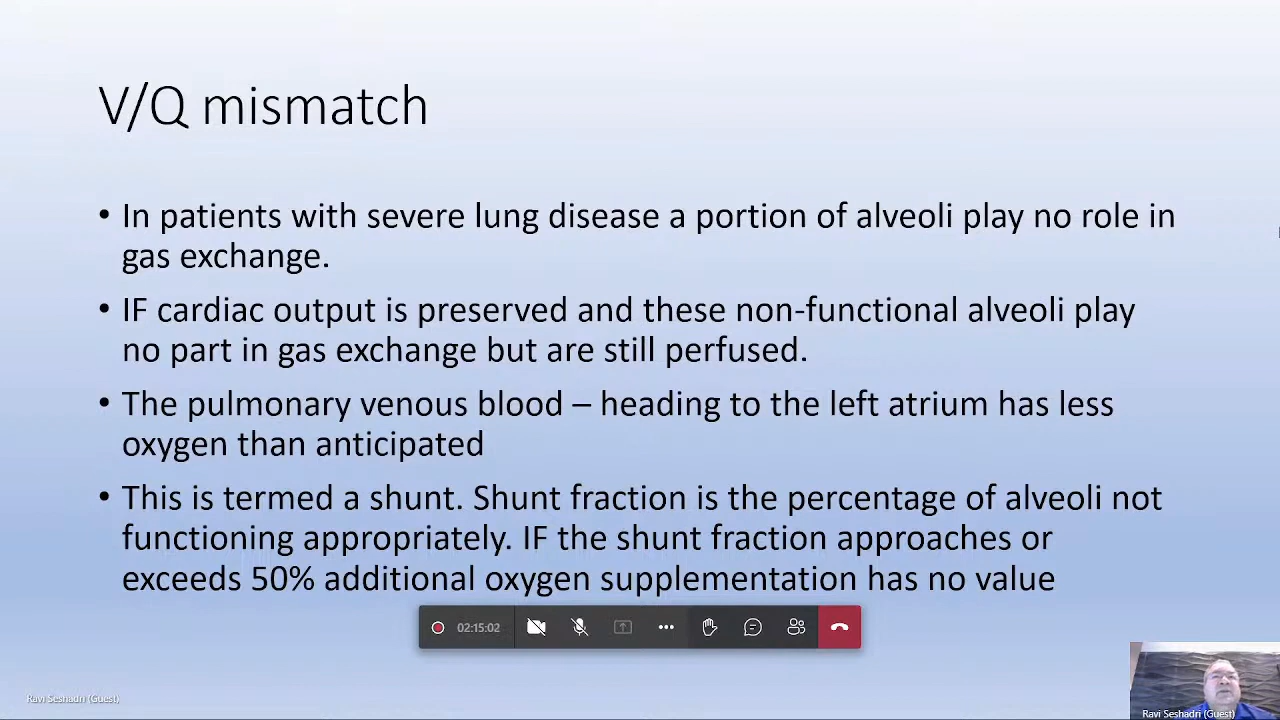 V/Q mismatch
• In patients with severe lung disease a portion of alveoli play no role in
gas exchange.
• IF cardiac output is preserved and these non-functional alveoli play
no part in gas exchange but are still perfused.
• The pulmonary venous blood – heading to the left atrium has less
oxygen than anticipated
• This is termed a shunt. Shunt fraction is the percentage of alveoli not
functioning appropriately. IF the shunt fraction approaches or
exceeds 50% additional oxygen supplementation has no value
02:15:02
Ravi Seshadri (Guest)
Ravi Seshadri (Guest)